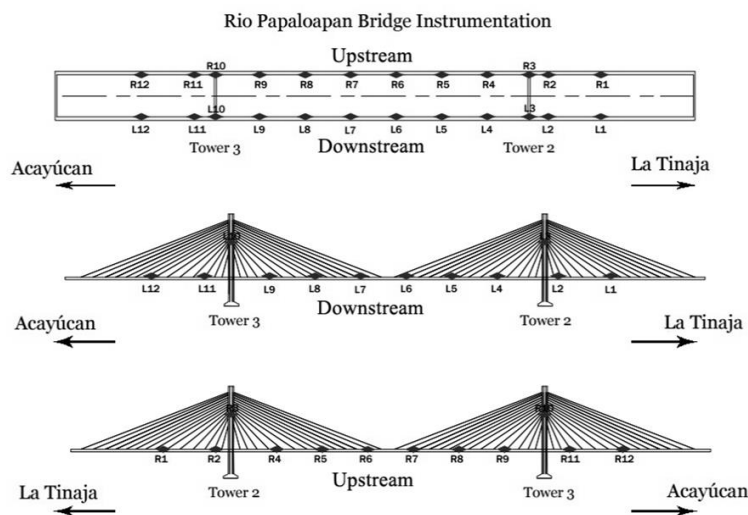 Rio Papaloapan Bridge Instrumentation
Upstream
R10 R3
R12 R11 R9 R8 R7 R6 R5 R4 R2 R1
L10 L3
L12 L11 L9 L8 L7 L6 L5 L4 L2 L1
Tower 3 Downstream Tower 2
Acayúcan La Tinaja
L12 L11 L9 L8 L7 L6 L5 L4 L2 L1
Tower 3 Downstream Tower 2
Acayúcan La Tinaja
R1 R2 R4 R5 R6 R7 R8 R9 R11 R12
Tower 2 Upstream Tower 3
La Tinaja Acayúcan